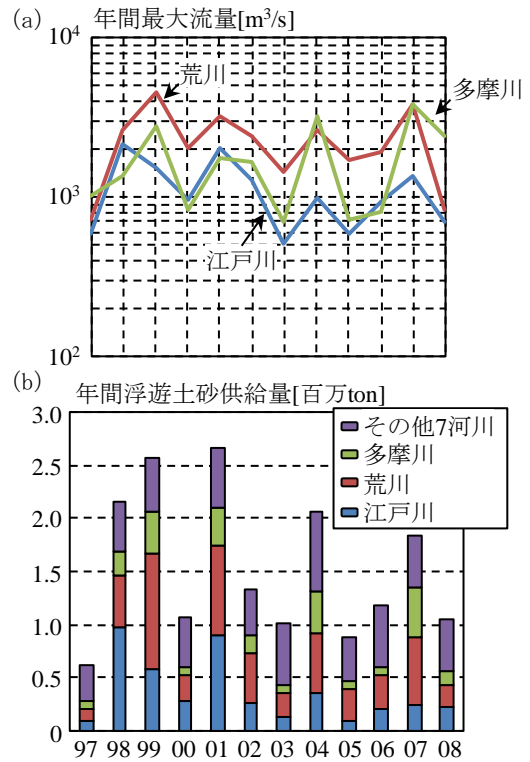 (a)
年間最大流量[m³/s]
10⁴
荒川
多摩川
10³
江戸川
10²
(b)
年間浮遊土砂供給量[百万ton]
3.0
その他7河川
多摩川
荒川
江戸川
2.5
2.0
1.5
1.0
0.5
0
97 98 99 00 01 02 03 04 05 06 07 08